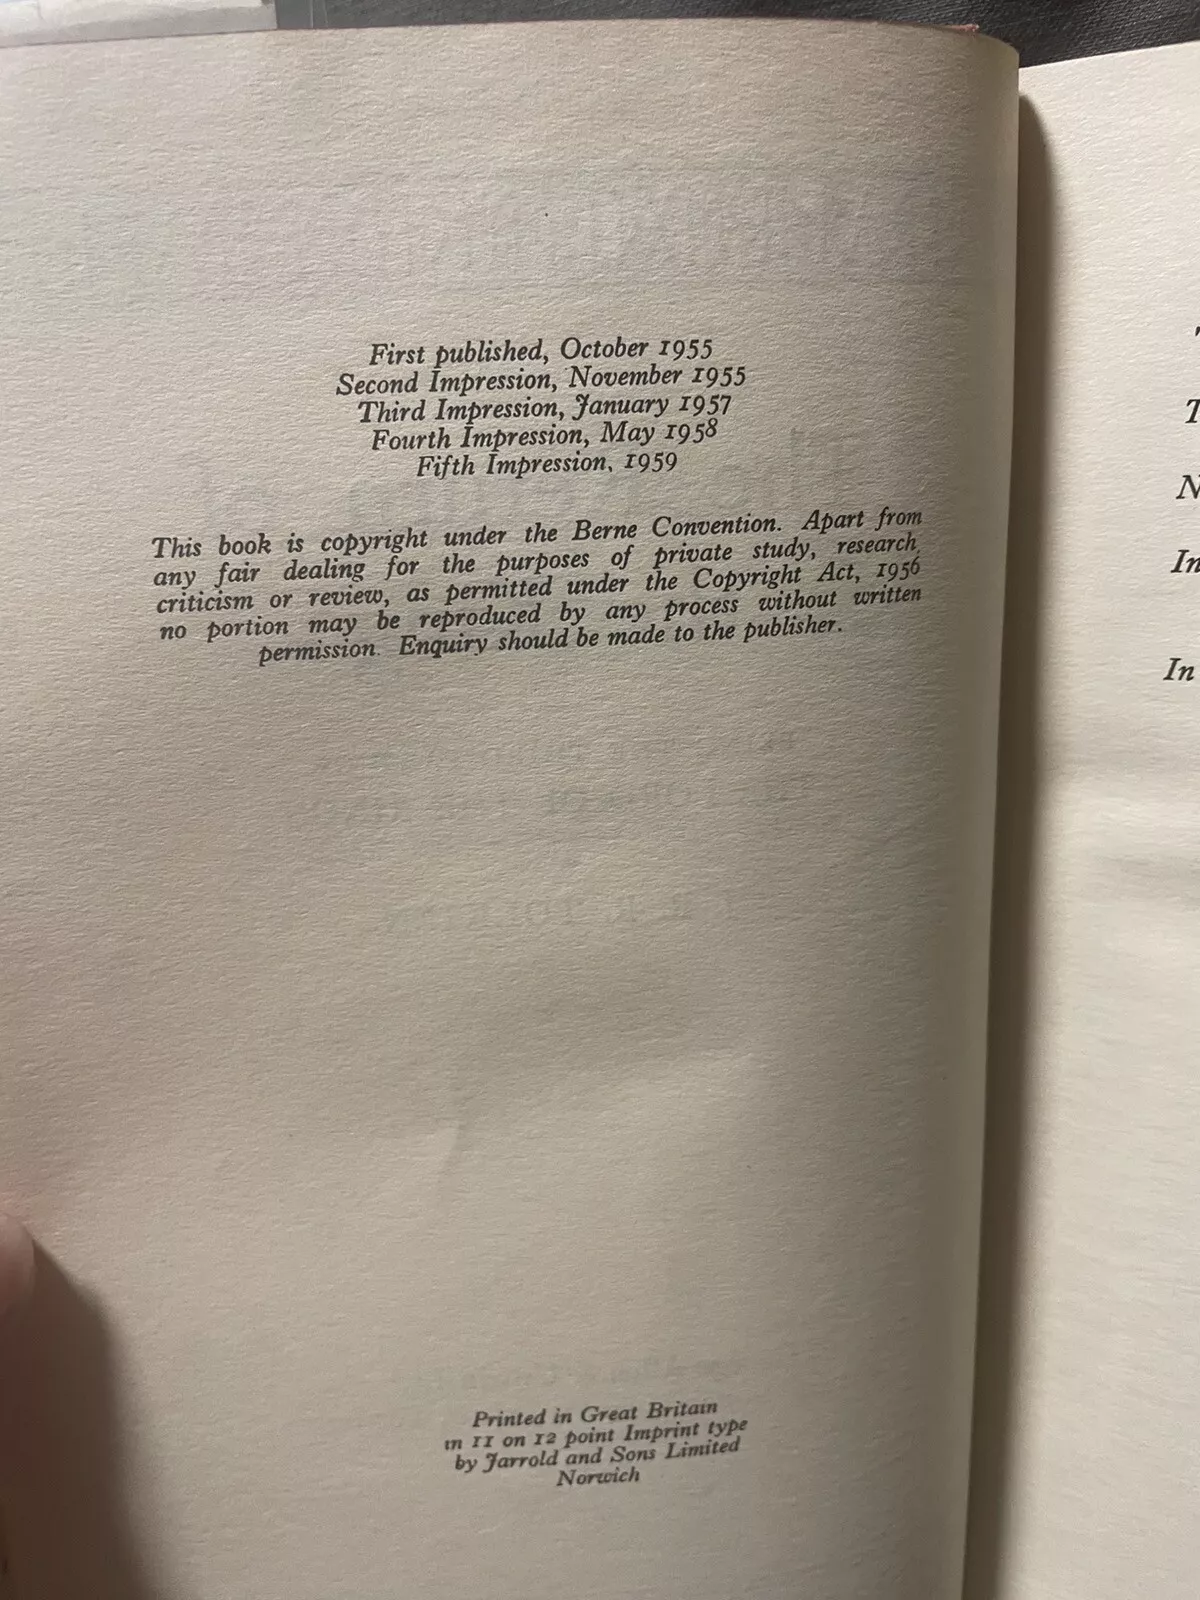 First published, October 1955
Second Impression, November 1955
Third Impression, January 1957
Fourth Impression, May 1958
Fifth Impression, 1959
This book is copyright under the Berne Convention. Apart from
any fair dealing for the purposes of private study, research,
criticism or review, as permitted under the Copyright Act, 1956
no portion may be reproduced by any process without written
permission. Enquiry should be made to the publisher.
Printed in Great Britain
in 11 on 12 point Imprint type
by Jarrold and Sons Limited
Norwich
In
In